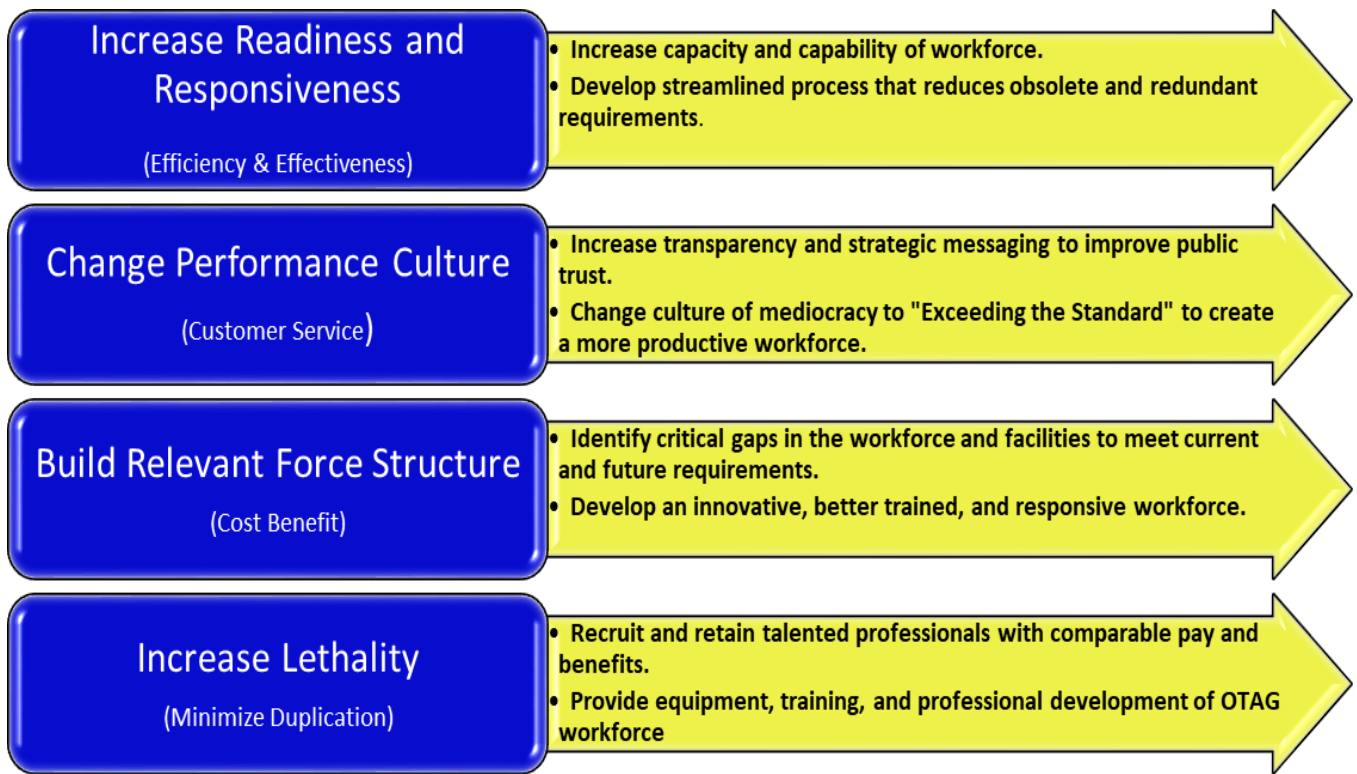 Increase Readiness and
Responsiveness
(Efficiency & Effectiveness)
• Increase capacity and capability of workforce.
• Develop streamlined process that reduces obsolete and redundant
requirements.
Change Performance Culture
(Customer Service)
• Increase transparency and strategic messaging to improve public
trust.
• Change culture of mediocracy to "Exceeding the Standard" to create
a more productive workforce.
Build Relevant Force Structure
(Cost Benefit)
• Identify critical gaps in the workforce and facilities to meet current
and future requirements.
• Develop an innovative, better trained, and responsive workforce.
Increase Lethality
(Minimize Duplication)
• Recruit and retain talented professionals with comparable pay and
benefits.
• Provide equipment, training, and professional development of OTAG
workforce